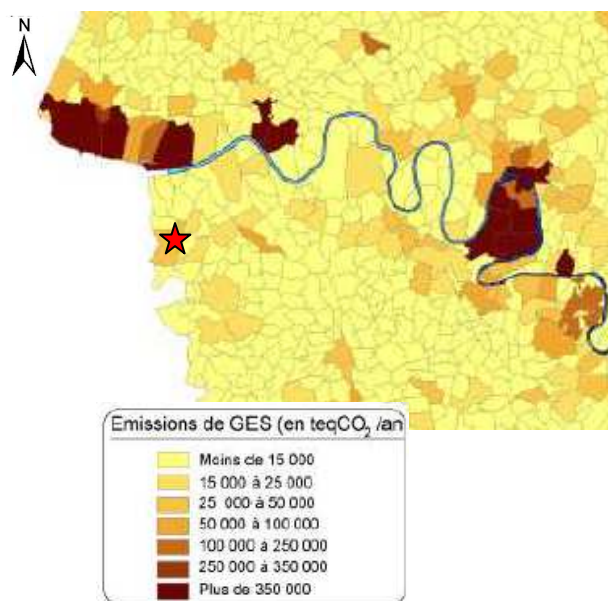 N
Emissions de GES (en teqCO₂ /an
Moins de 15 000
15 000 à 25 000
25 000 à 50 000
50 000 à 100 000
100 000 à 250 000
250 000 à 350 000
Plus de 350 000